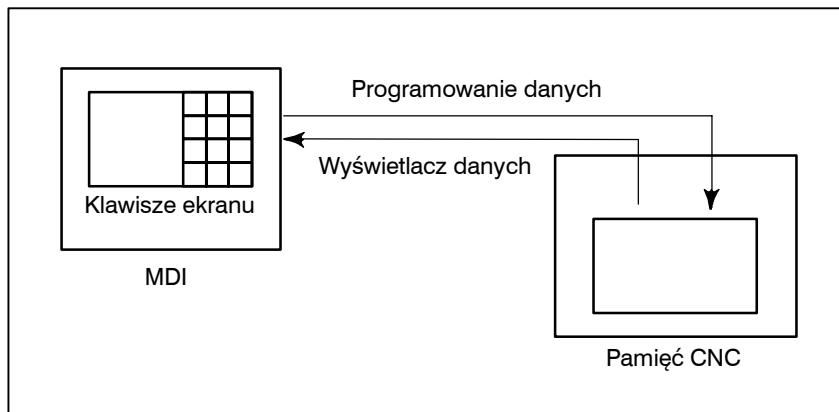 Programowanie danych
Wyświetlacz danych
Klawisze ekranu
MDI
Pamięć CNC